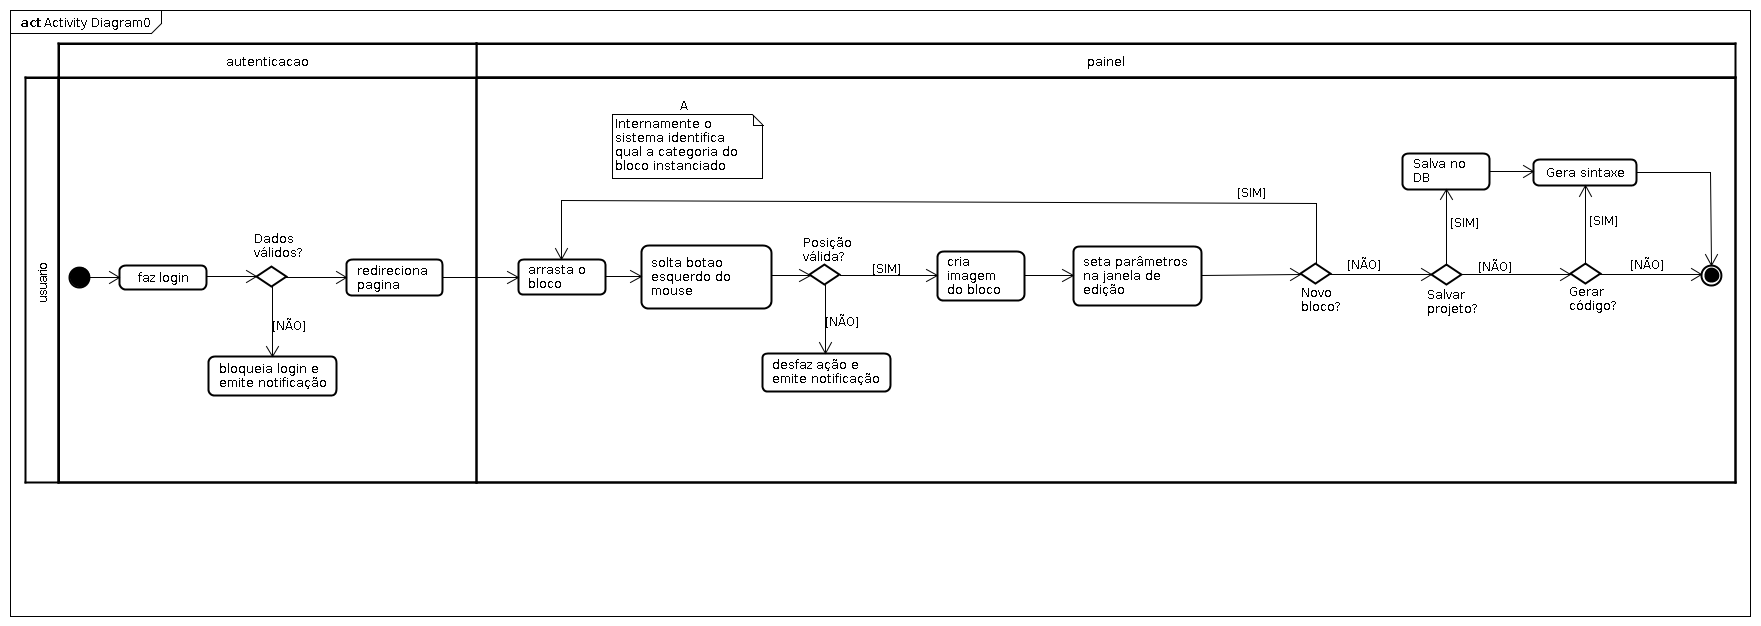 act Activity Diagram0
autenticacao
painel
usuario
A
Internamente o
sistema identifica
qual a categoria do
bloco instanciado
faz login
Dados
válidos?
[NÃO]
bloqueia login e
emite notificação
redireciona
pagina
arrasta o
bloco
solta botao
esquerdo do
mouse
Posição
válida?
[SIM]
[NÃO]
desfaz ação e
emite notificação
cria
imagem
do bloco
seta parâmetros
na janela de
edição
[SIM]
Novo
bloco?
[NÃO]
Salvar
projeto?
[SIM]
Salva no
DB
[NÃO]
Gerar
código?
[SIM]
Gera sintaxe
[NÃO]